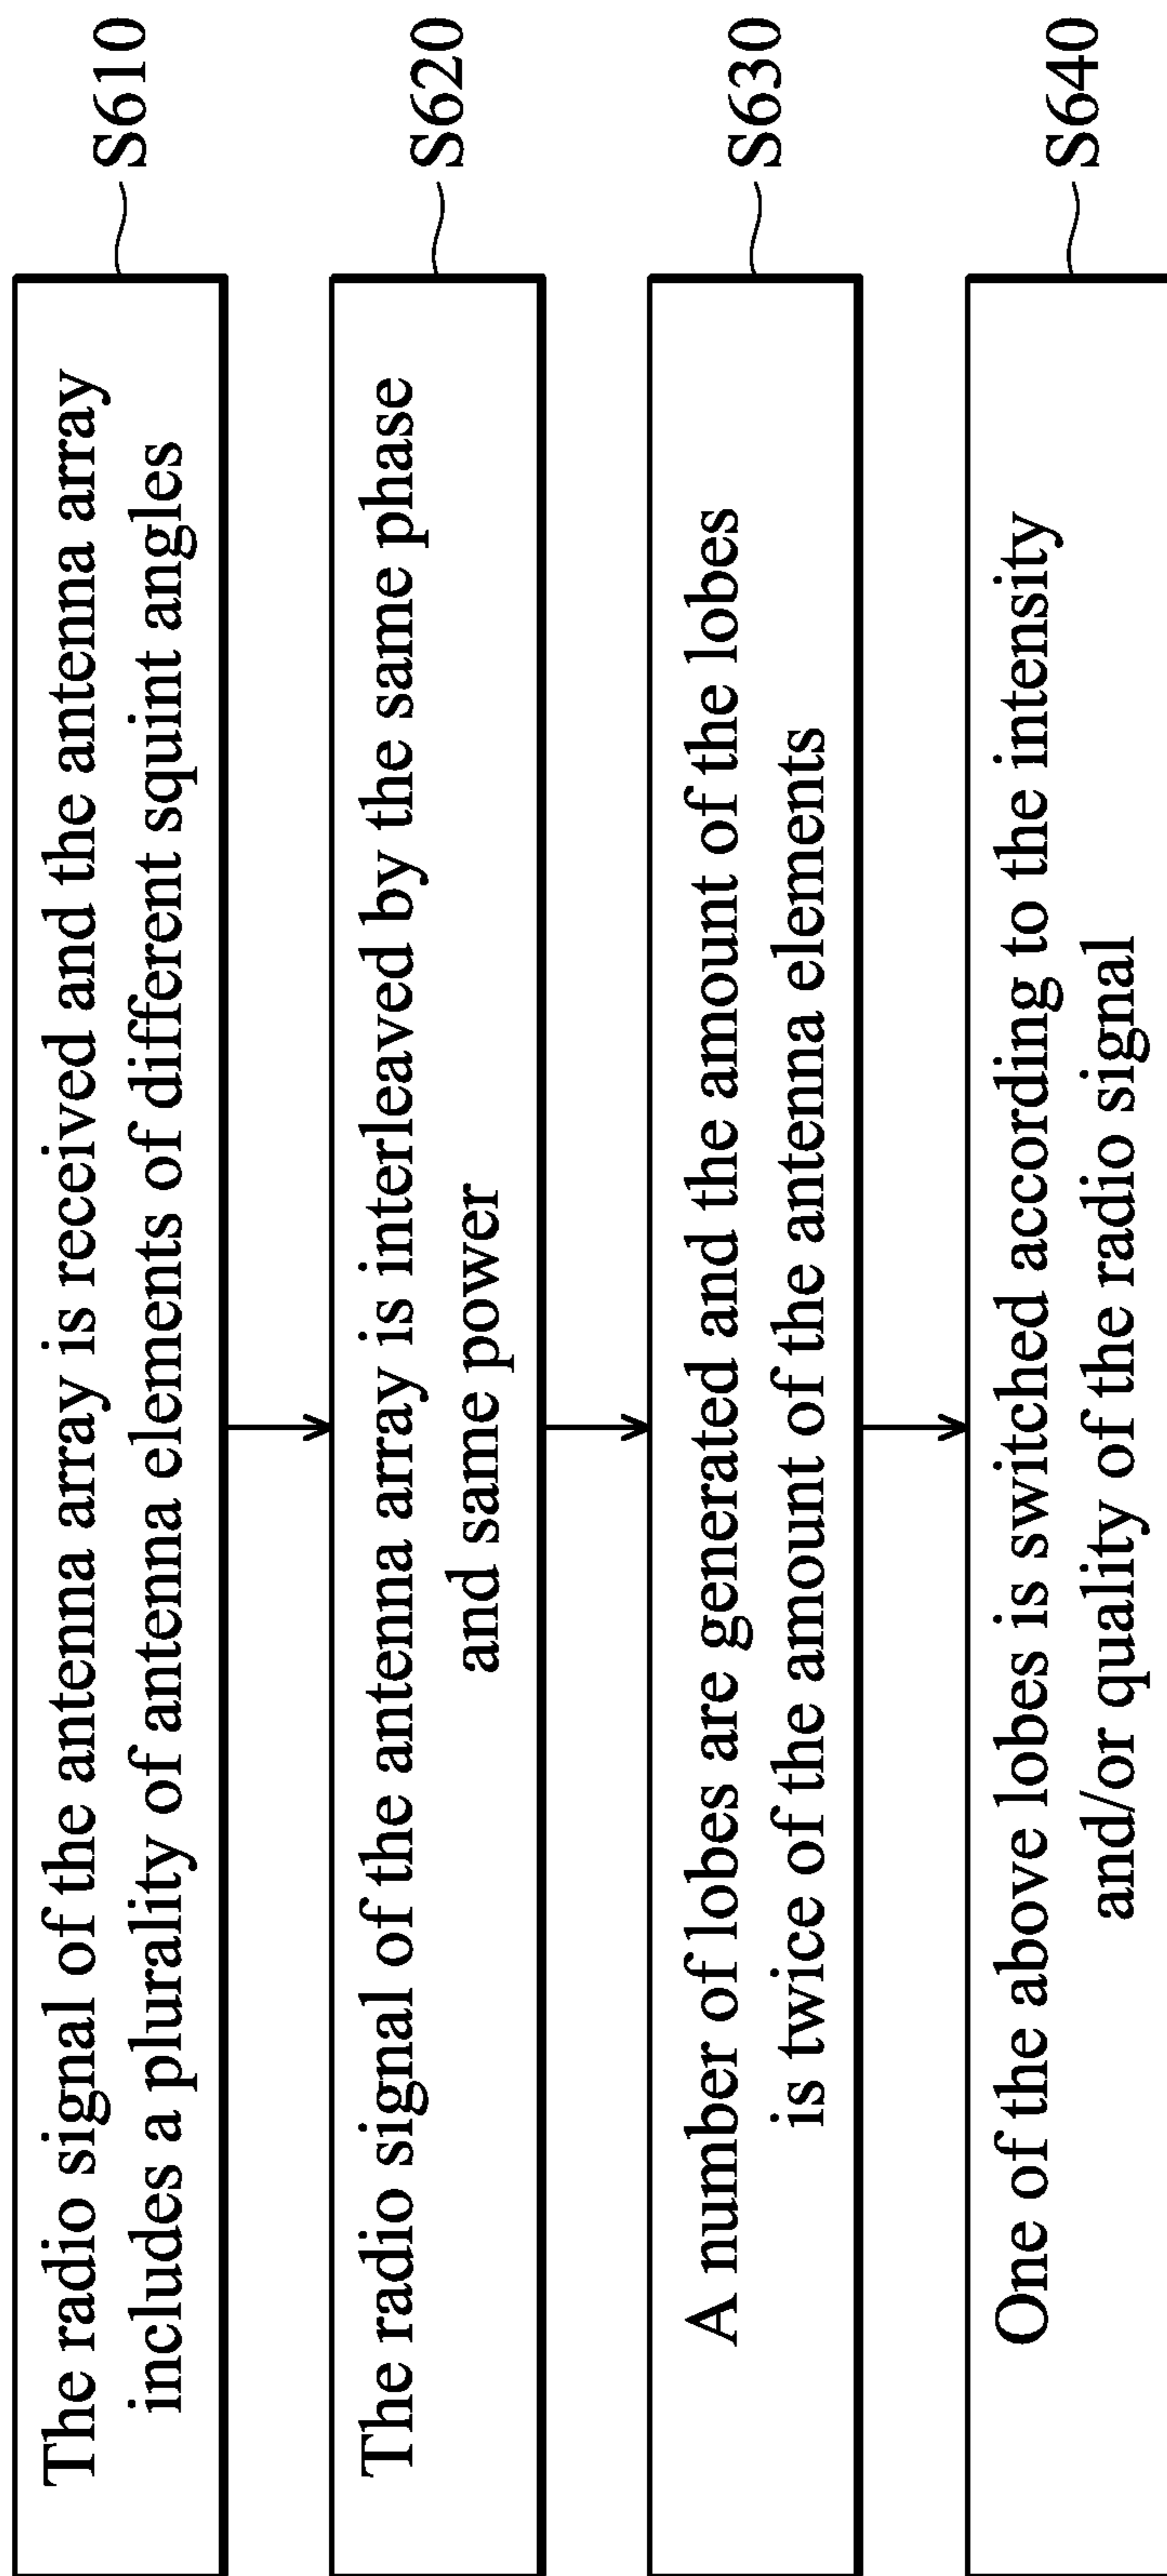 The radio signal of the antenna array is received and the antenna array
includes a plurality of antenna elements of different squint angles
S610
The radio signal of the antenna array is interleaved by the same phase
and same power
S620
A number of lobes are generated and the amount of the lobes
is twice of the amount of the antenna elements
S630
One of the above lobes is switched according to the intensity
and/or quality of the radio signal
S640